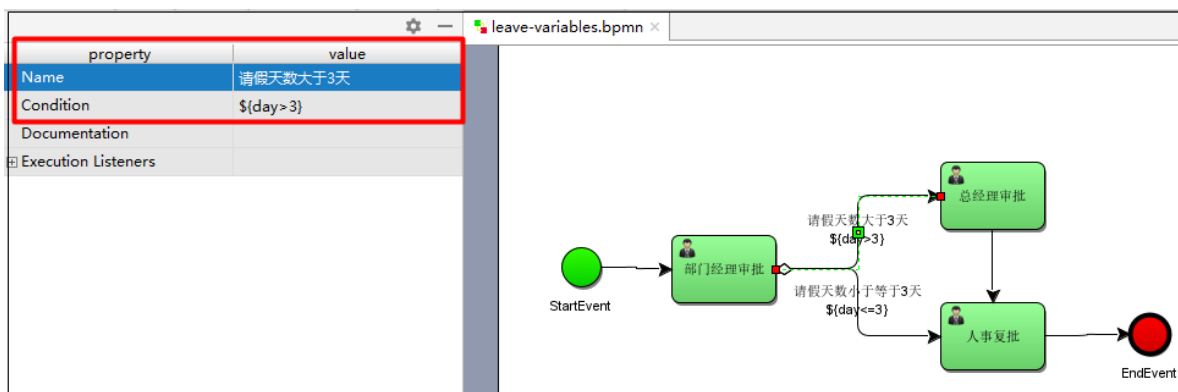 leave-variables.bpmn
property value
Name 请假天数大于3天
Condition ${day>3}
Documentation
Execution Listeners
总经理审批
请假天数大于3天
${day>3}
部门经理审批
StartEvent
请假天数小于等于3天
${day<=3}
人事复批
EndEvent